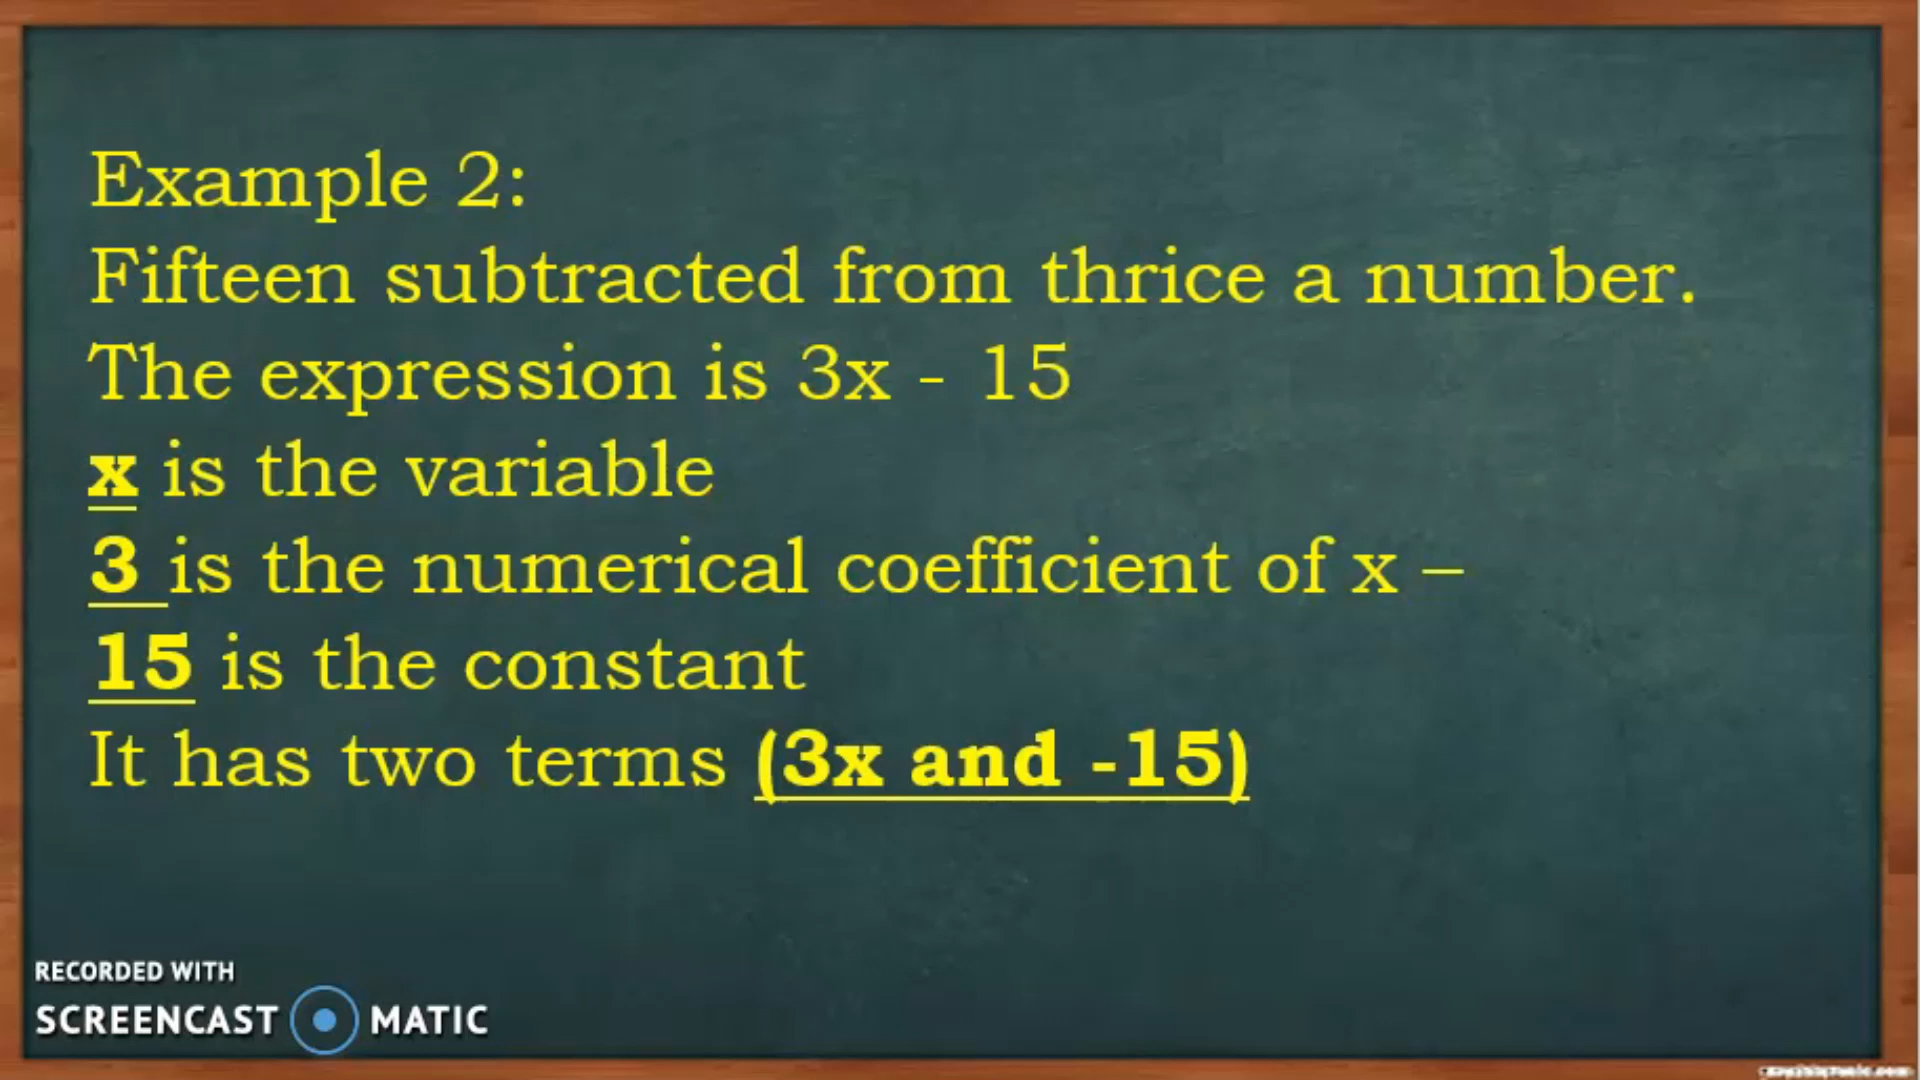 Example 2:
Fifteen subtracted from thrice a number.
The expression is 3x - 15
x is the variable
3 is the numerical coefficient of x –
15 is the constant
It has two terms (3x and -15)
RECORDED WITH
SCREENCAST MATIC